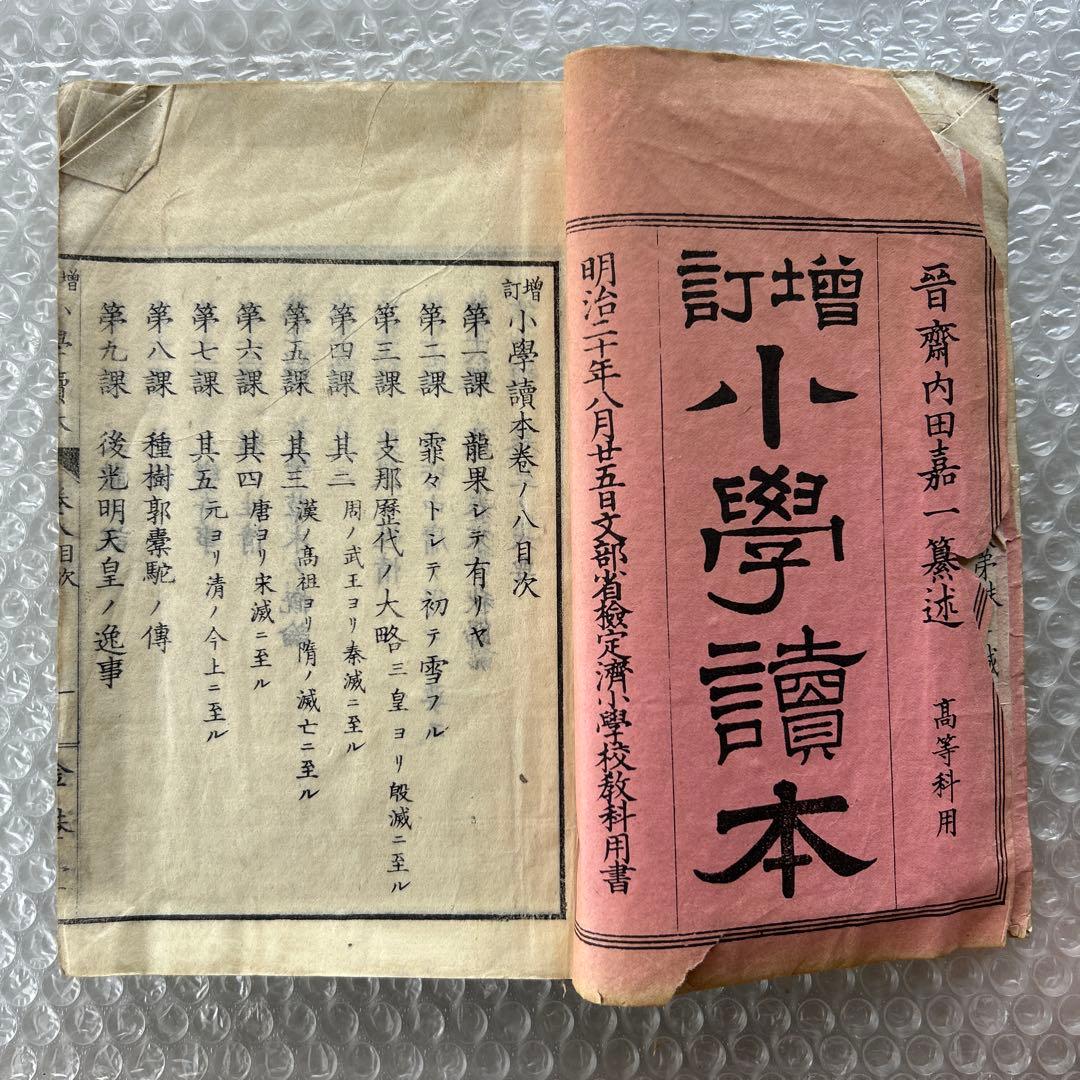 晉齋內田嘉一纂述　高等科用
增訂
小學讀本
明治二十年八月廿五日文部省檢定濟小學校敎科用書
增訂小學讀本卷ノ八目次
第一課　龍果シテ有リヤ
第二課　霏々トシテ初テ雪フル
第三課　支那歷代ノ大略 三皇ヨリ殷滅ニ至ル
第四課　其二 周ノ武王ヨリ秦滅ニ至ル
第五課　其三 漢ノ高祖ヨリ隋ノ滅亡ニ至ル
第六課　其四 唐ヨリ宋滅ニ至ル
第七課　其五 元ヨリ清ノ今上ニ至ル
第八課　種樹郭橐駝ノ傳
第九課　後光明天皇ノ逸事